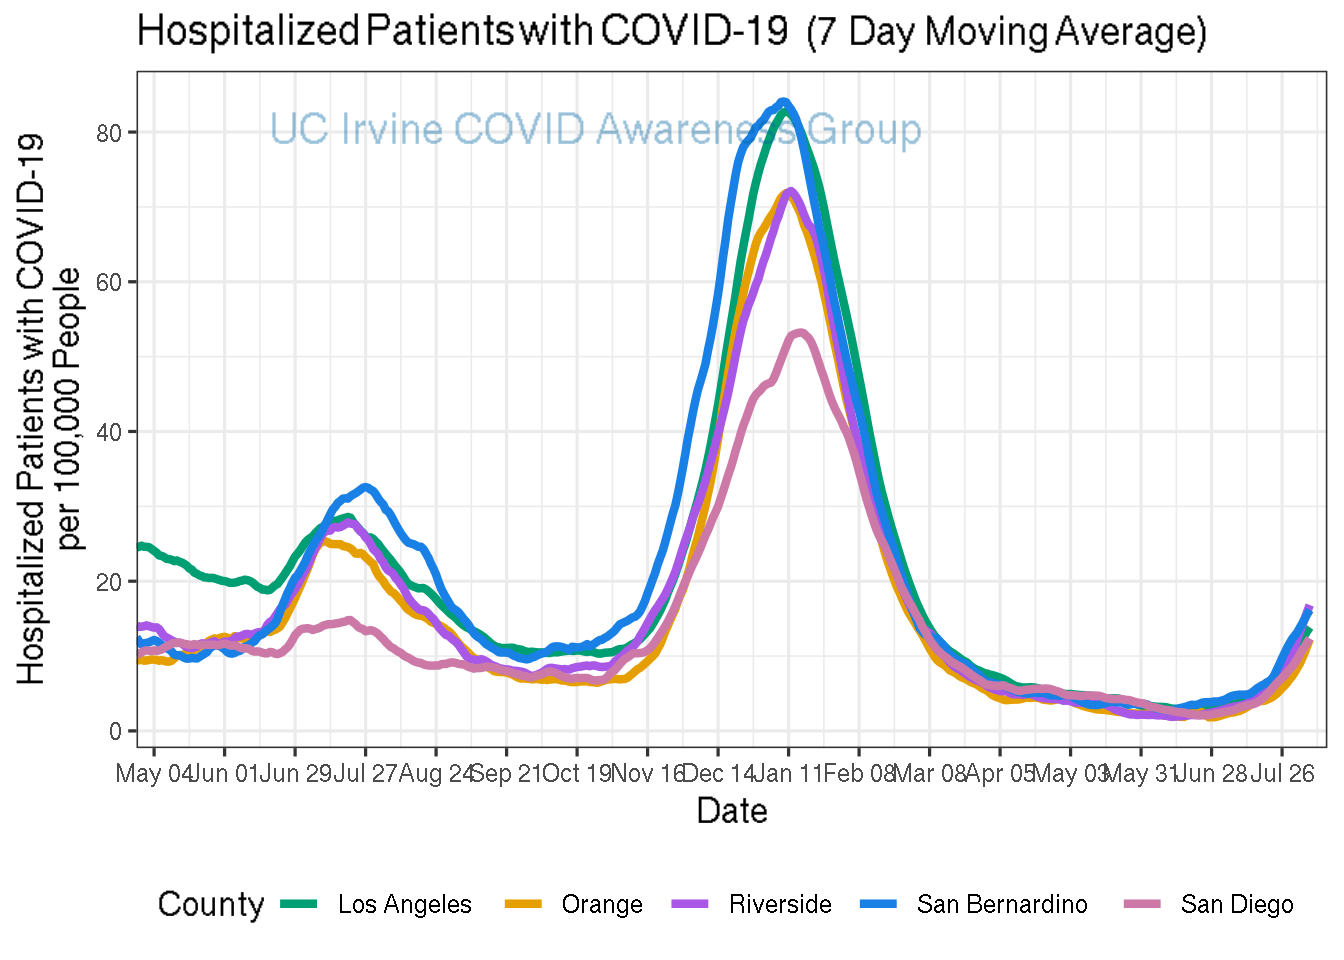 Hospitalized Patients with COVID-19 (7 Day Moving Average)
UC Irvine COVID Awareness Group
Hospitalized Patients with COVID-19
per 100,000 People
80
60
40
20
0
May 04 Jun 01 Jun 29 Jul 27 Aug 24 Sep 21 Oct 19 Nov 16 Dec 14 Jan 11 Feb 08 Mar 08 Apr 05 May 03 May 31 Jun 28 Jul 26
Date
County Los Angeles Orange Riverside San Bernardino San Diego